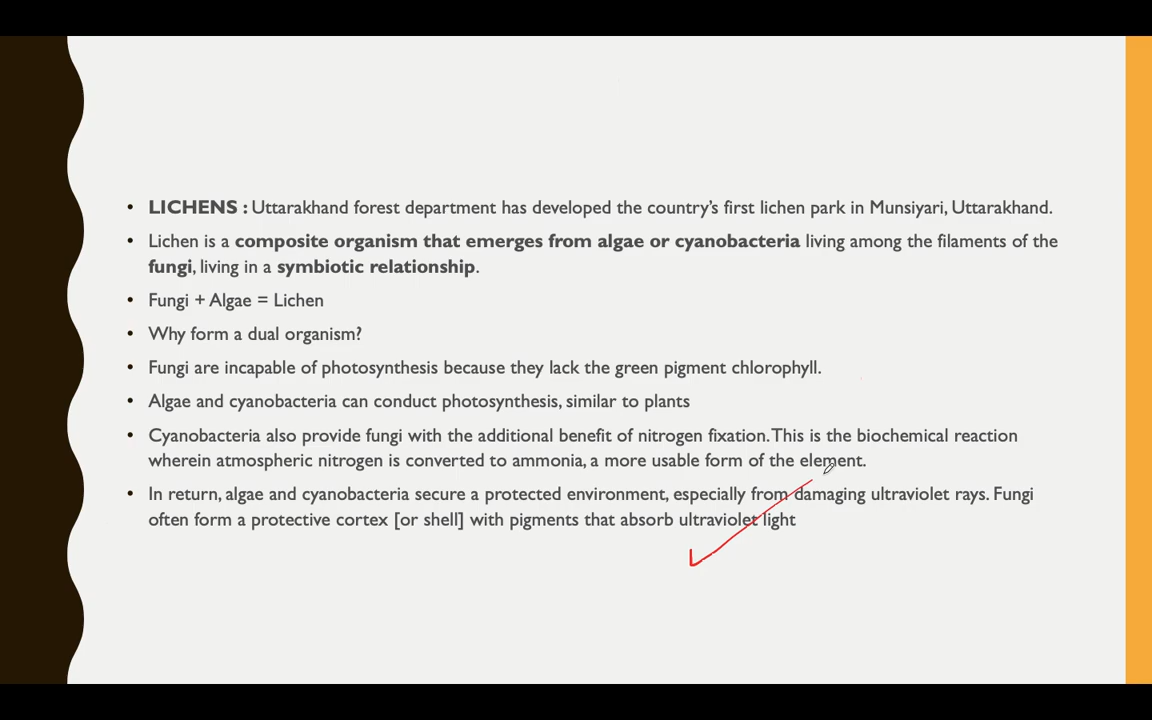 • LICHENS : Uttarakhand forest department has developed the country's first lichen park in Munsiyari, Uttarakhand.
• Lichen is a composite organism that emerges from algae or cyanobacteria living among the filaments of the
fungi, living in a symbiotic relationship.
• Fungi + Algae = Lichen
• Why form a dual organism?
• Fungi are incapable of photosynthesis because they lack the green pigment chlorophyll.
• Algae and cyanobacteria can conduct photosynthesis, similar to plants
• Cyanobacteria also provide fungi with the additional benefit of nitrogen fixation. This is the biochemical reaction
wherein atmospheric nitrogen is converted to ammonia, a more usable form of the element.
• In return, algae and cyanobacteria secure a protected environment, especially from damaging ultraviolet rays. Fungi
often form a protective cortex [or shell] with pigments that absorb ultraviolet light